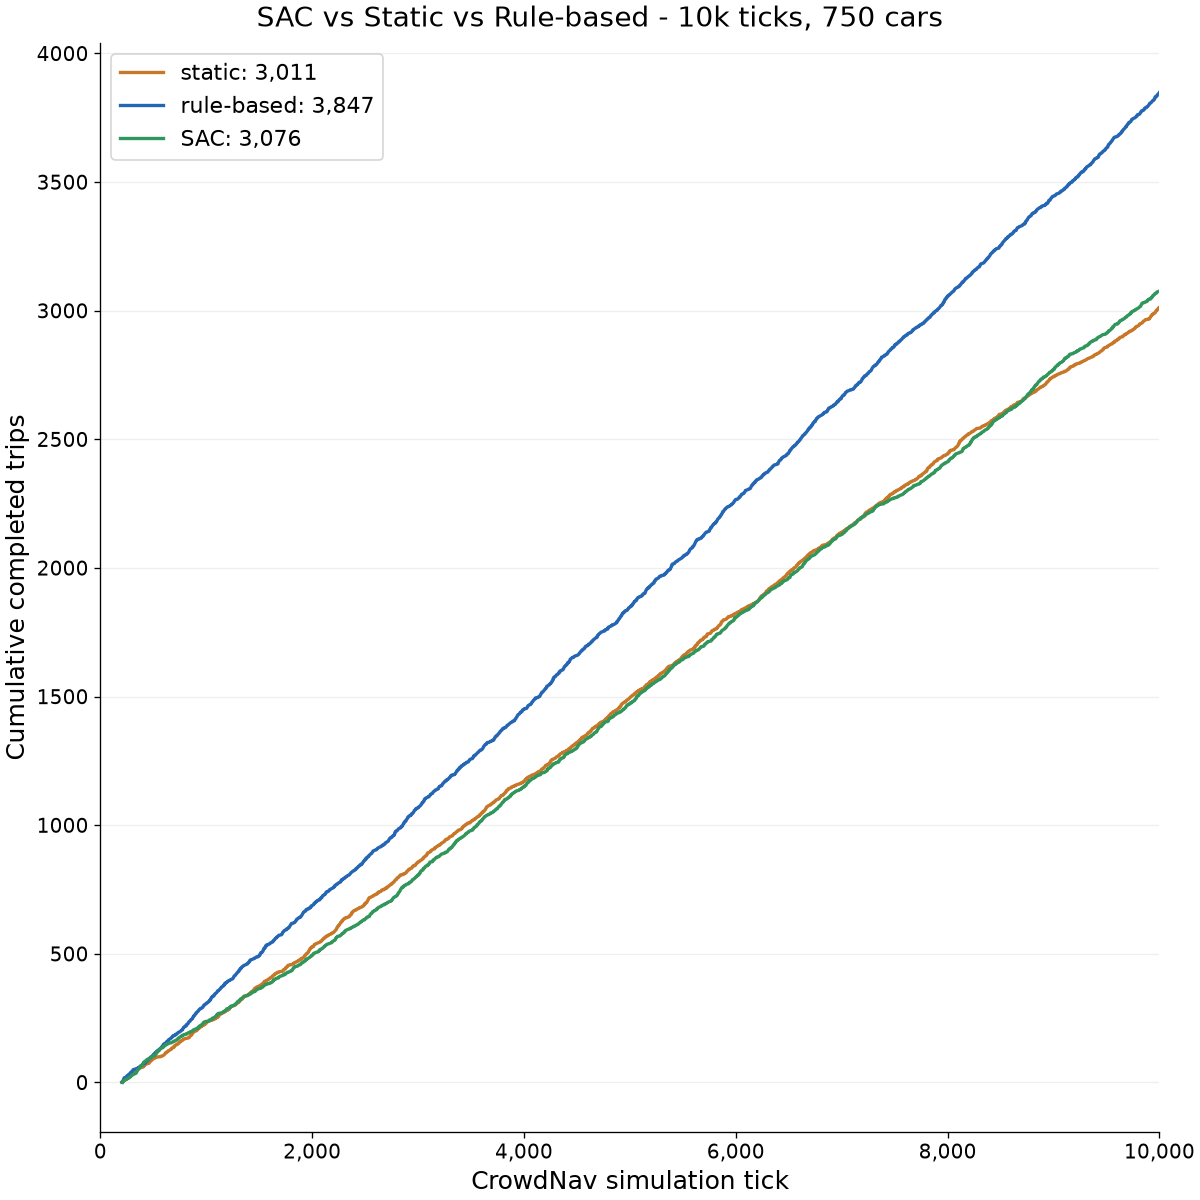 SAC vs Static vs Rule-based - 10k ticks, 750 cars
static: 3,011
rule-based: 3,847
SAC: 3,076
Cumulative completed trips
4000
3500
3000
2500
2000
1500
1000
500
0
0
2,000
4,000
6,000
8,000
10,000
CrowdNav simulation tick